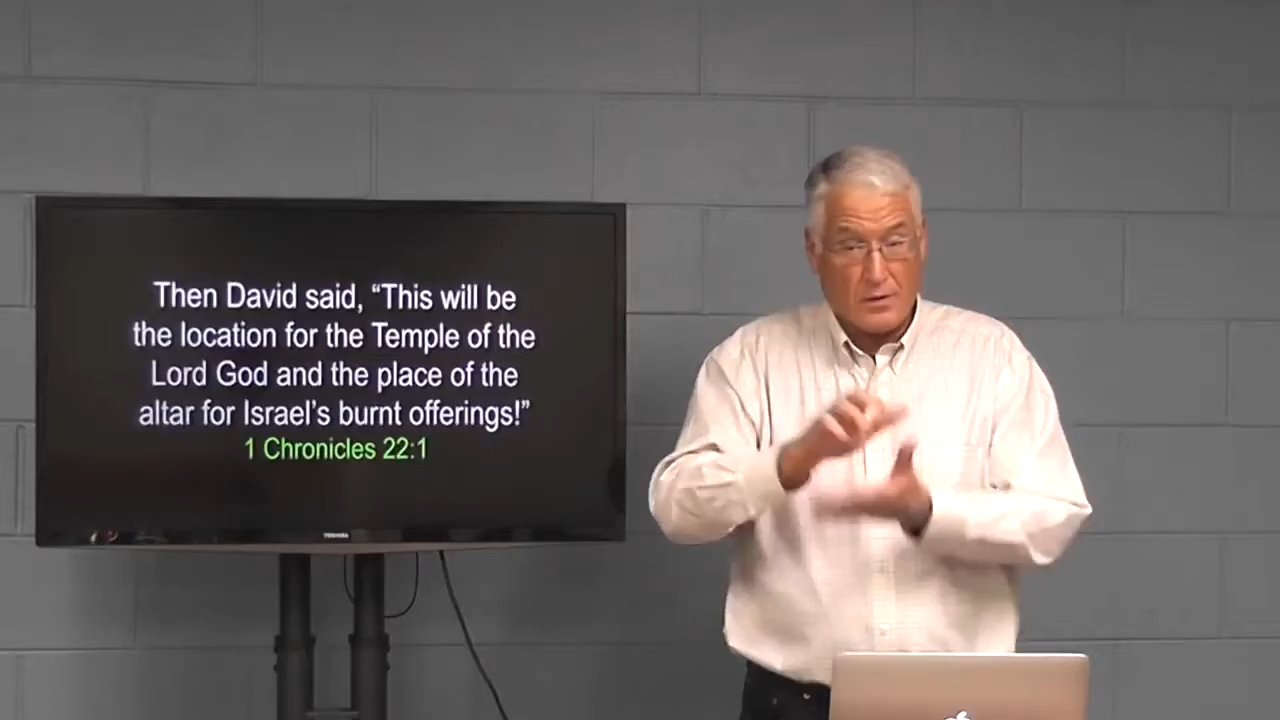 Then David said, “This will be
the location for the Temple of the
Lord God and the place of the
altar for Israel’s burnt offerings!”
1 Chronicles 22:1
TOSHIBA